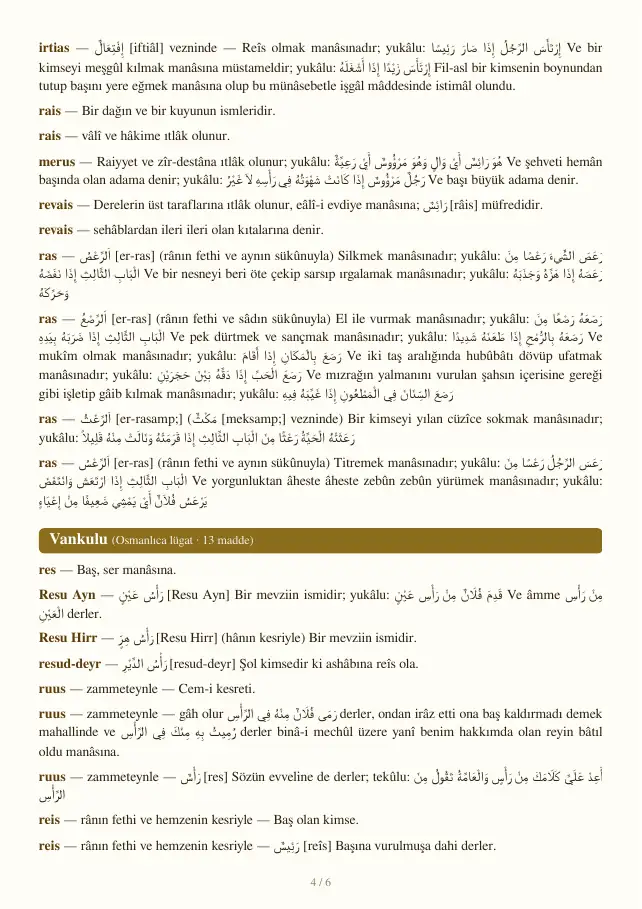 irtias — إِفْتِعَالٌ [iftiâl] vezninde — Reîs olmak manâsınadır; yukâlu: إِرْتَأَسَ الرَّجُلُ إِذَا صَارَ رَئِيسًا Ve bir
kimseyi meşgûl kılmak manâsına müstameldir; yukâlu: إِرْتَأَسَ زَيْدًا إِذَا أَشْغَلَهُ Fil-asl bir kimsenin boynundan
tutup başını yere eğmek manâsına olup bu münâsebetle işgâl mâddesinde istimâl olundu.
rais — Bir dağın ve bir kuyunun ismleridir.
rais — vâlî ve hâkime ıtlâk olunur.
merus — Raiyyet ve zîr-destâna ıtlâk olunur; yukâlu: هُوَ رَائِسٌ أَيْ وَالٍ وَهُوَ مَرْؤُوسٌ أَيْ رَعِيَّةٌ Ve şehveti hemân
başında olan adama denir; yukâlu: رَجُلٌ مَرْؤُوسٌ إِذَا كَانَتْ شَهْوَتُهُ فِي رَأْسِهِ لاَ غَيْرُ Ve başı büyük adama denir.
revais — Derelerin üst taraflarına ıtlâk olunur, eâlî-i evdiye manâsına; رَائِسٌ [râis] müfredidir.
revais — sehâblardan ileri ileri olan kıtalarına denir.
ras — اَلرَّعْصُ [er-ras] (rânın fethi ve aynın sükûnuyla) Silkmek manâsınadır; yukâlu: رَعَصَ الشَّيْءَ رَعْصًا مِنَ
الْبَابِ الثَّالِثِ إِذَا نَفَضَهُ Ve bir nesneyi beri öte çekip sarsıp ırgalamak manâsınadır; yukâlu: رَعَصَهُ إِذَا هَزَّهُ وَجَذَبَهُ
وَحَرَّكَهُ
ras — اَلرَّصْعُ [er-ras] (rânın fethi ve sâdın sükûnuyla) El ile vurmak manâsınadır; yukâlu: رَصَعَهُ رَصْعًا مِنَ
الْبَابِ الثَّالِثِ إِذَا ضَرَبَهُ بِيَدِهِ Ve pek dürtmek ve sançmak manâsınadır; yukâlu: رَصَعَهُ بِالرُّمْحِ إِذَا طَعَنَهُ شَدِيدًا Ve
mukîm olmak manâsınadır; yukâlu: رَصَعَ بِالْمَكَانِ إِذَا أَقَامَ Ve iki taş aralığında hubûbâtı dövüp ufatmak
manâsınadır; yukâlu: رَصَعَ الْحَبَّ إِذَا دَقَّهُ بَيْنَ حَجَرَيْنِ Ve mızrağın yalmanını vurulan şahsın içerisine gereği
gibi işletip gâib kılmak manâsınadır; yukâlu: رَصَعَ السِّنَانَ فِي الْمَطْعُونِ إِذَا غَيَّبَهُ فِيهِ
ras — اَلرَّعْثُ [er-rasamp;] (مَكْثٌ [meksamp;] vezninde) Bir kimseyi yılan cüzîce sokmak manâsınadır;
yukâlu: رَعَثَتْهُ الْحَيَّةُ رَعْثًا مِنَ الْبَابِ الثَّالِثِ إِذَا قَرَمَتْهُ وَنَالَتْ مِنْهُ قَلِيلاً
ras — اَلرَّعْسُ [er-ras] (rânın fethi ve aynın sükûnuyla) Titremek manâsınadır; yukâlu: رَعَسَ الرَّجُلُ رَعْسًا مِنَ
الْبَابِ الثَّالِثِ إِذَا ارْتَعَشَ وَانْتَفَضَ Ve yorgunluktan âheste âheste zebûn zebûn yürümek manâsınadır; yukâlu:
يَرْعَسُ فُلاَنٌ أَيْ يَمْشِي ضَعِيفًا مِنْ إِعْيَاءٍ
Vankulu (Osmanlıca lügat · 13 madde)
res — Baş, ser manâsına.
Resu Ayn — رَأْسُ عَيْنٍ [Resu Ayn] Bir mevziin ismidir; yukâlu: قَدِمَ فُلاَنٌ مِنْ رَأْسِ عَيْنٍ Ve âmme مِنْ رَأْسِ
الْعَيْنِ derler.
Resu Hirr — رَأْسُ هِرٍّ [Resu Hirr] (hânın kesriyle) Bir mevziin ismidir.
resud-deyr — رَأْسُ الدَّيْرِ [resud-deyr] Şol kimsedir ki ashâbına reîs ola.
ruus — zammeteynle — Cem-i kesreti.
ruus — zammeteynle — gâh olur رَمَى فُلاَنٌ مِنْهُ فِي الرَّأْسِ derler, ondan irâz etti ona baş kaldırmadı demek
mahallinde ve رُمِيتُ بِهِ مِنْكَ فِي الرَّأْسِ derler binâ-i mechûl üzere yanî benim hakkımda olan reyin bâtıl
oldu manâsına.
ruus — zammeteynle — رَأْسٌ [res] Sözün evveline de derler; tekûlu: أَعِدْ عَلَيَّ كَلاَمَكَ مِنْ رَأْسٍ وَالْعَامَّةُ تَقُولُ مِنَ
الرَّأْسِ
reis — rânın fethi ve hemzenin kesriyle — Baş olan kimse.
reis — rânın fethi ve hemzenin kesriyle — رَئِيسٌ [reîs] Başına vurulmuşa dahi derler.
4 / 6